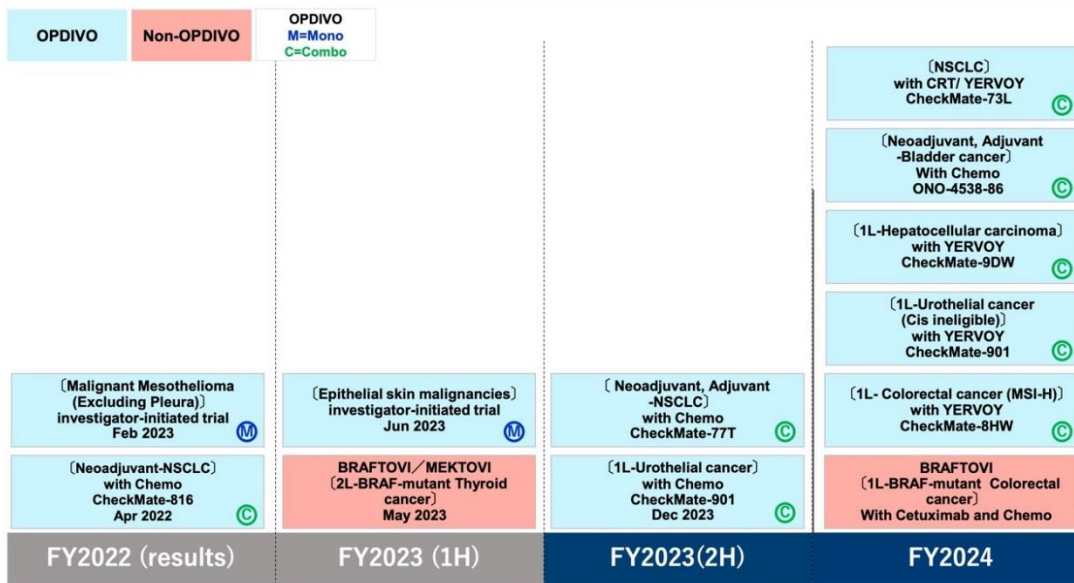 OPDIVO
Non-OPDIVO
OPDIVO
M=Mono
C=Combo
〔Malignant Mesothelioma
(Excluding Pleura)〕
investigator-initiated trial
Feb 2023
M
〔Neoadjuvant-NSCLC〕
with Chemo
CheckMate-816
Apr 2022
C
FY2022 (results)
〔Epithelial skin malignancies〕
investigator-initiated trial
Jun 2023
M
BRAFTOVI／MEKTOVI
〔2L-BRAF-mutant Thyroid
cancer〕
May 2023
FY2023 (1H)
〔 Neoadjuvant, Adjuvant
-NSCLC〕
with Chemo
CheckMate-77T
C
〔1L-Urothelial cancer〕
with Chemo
CheckMate-901
Dec 2023
C
FY2023(2H)
〔NSCLC〕
with CRT/ YERVOY
CheckMate-73L
C
〔Neoadjuvant, Adjuvant
-Bladder cancer〕
With Chemo
ONO-4538-86
C
〔1L-Hepatocellular carcinoma〕
with YERVOY
CheckMate-9DW
C
〔1L-Urothelial cancer
(Cis ineligible)〕
with YERVOY
CheckMate-901
C
〔1L- Colorectal cancer (MSI-H)〕
with YERVOY
CheckMate-8HW
C
BRAFTOVI
〔1L-BRAF-mutant Colorectal
cancer〕
With Cetuximab and Chemo
FY2024